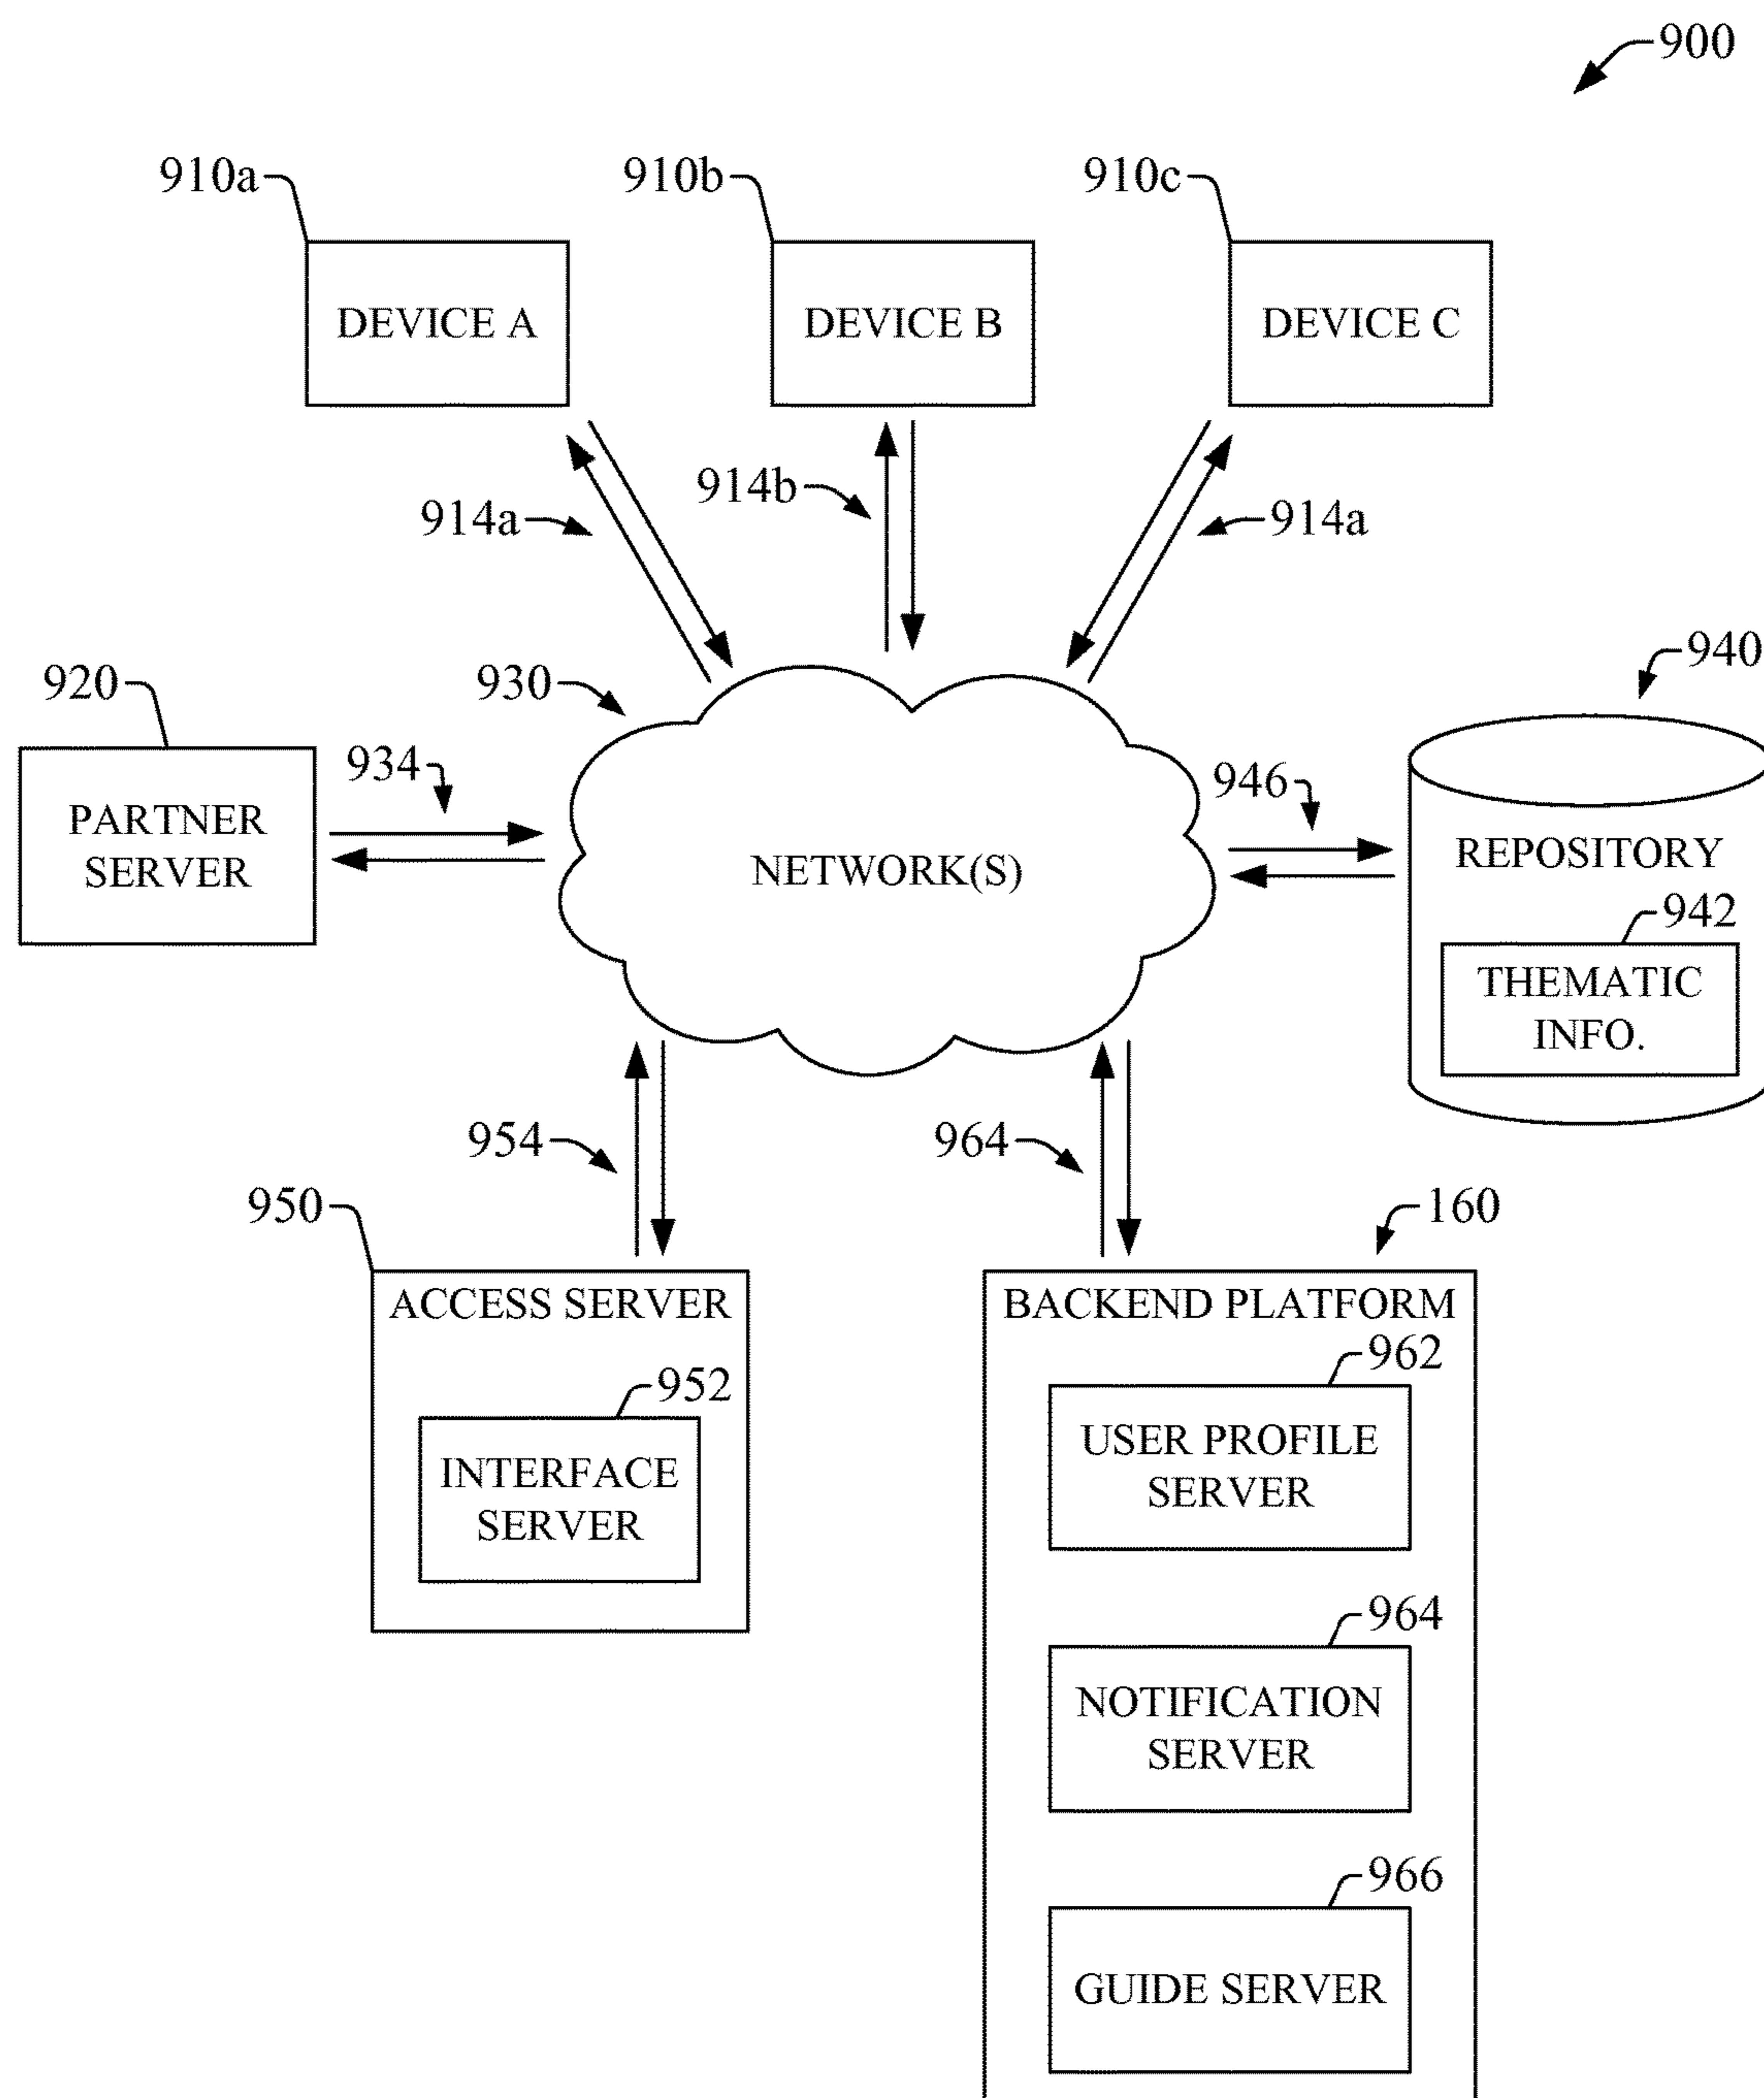 900
910a
910b
910c
DEVICE A
DEVICE B
DEVICE C
914a
914b
914a
920
930
940
934
946
PARTNER
SERVER
NETWORK(S)
REPOSITORY
942
THEMATIC
INFO.
954
964
950
160
ACCESS SERVER
952
INTERFACE
SERVER
BACKEND PLATFORM
962
USER PROFILE
SERVER
964
NOTIFICATION
SERVER
966
GUIDE SERVER